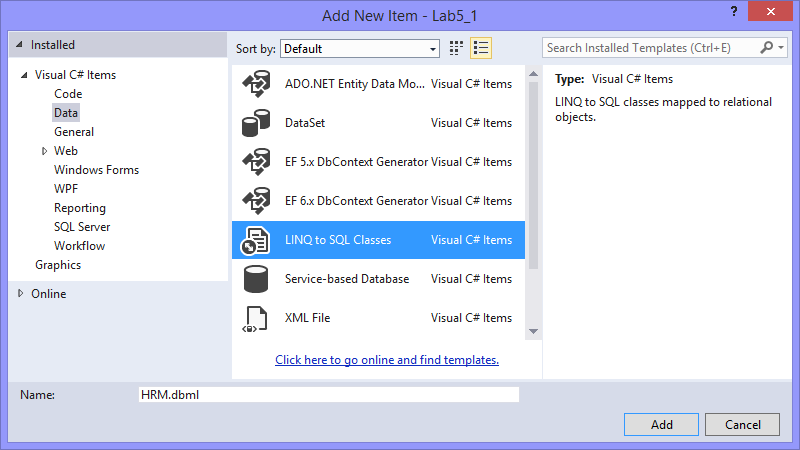 Add New Item - Lab5_1
?
Installed
Sort by: Default
Search Installed Templates (Ctrl+E)
Visual C# Items
Code
Data
General
Web
Windows Forms
WPF
Reporting
SQL Server
Workflow
Graphics
Online
ADO.NET Entity Data Mo... Visual C# Items
DataSet Visual C# Items
EF 5.x DbContext Generator Visual C# Items
EF 6.x DbContext Generator Visual C# Items
LINQ to SQL Classes Visual C# Items
Service-based Database Visual C# Items
XML File Visual C# Items
Click here to go online and find templates.
Type: Visual C# Items
LINQ to SQL classes mapped to relational
objects.
Name: HRM.dbml
Add Cancel